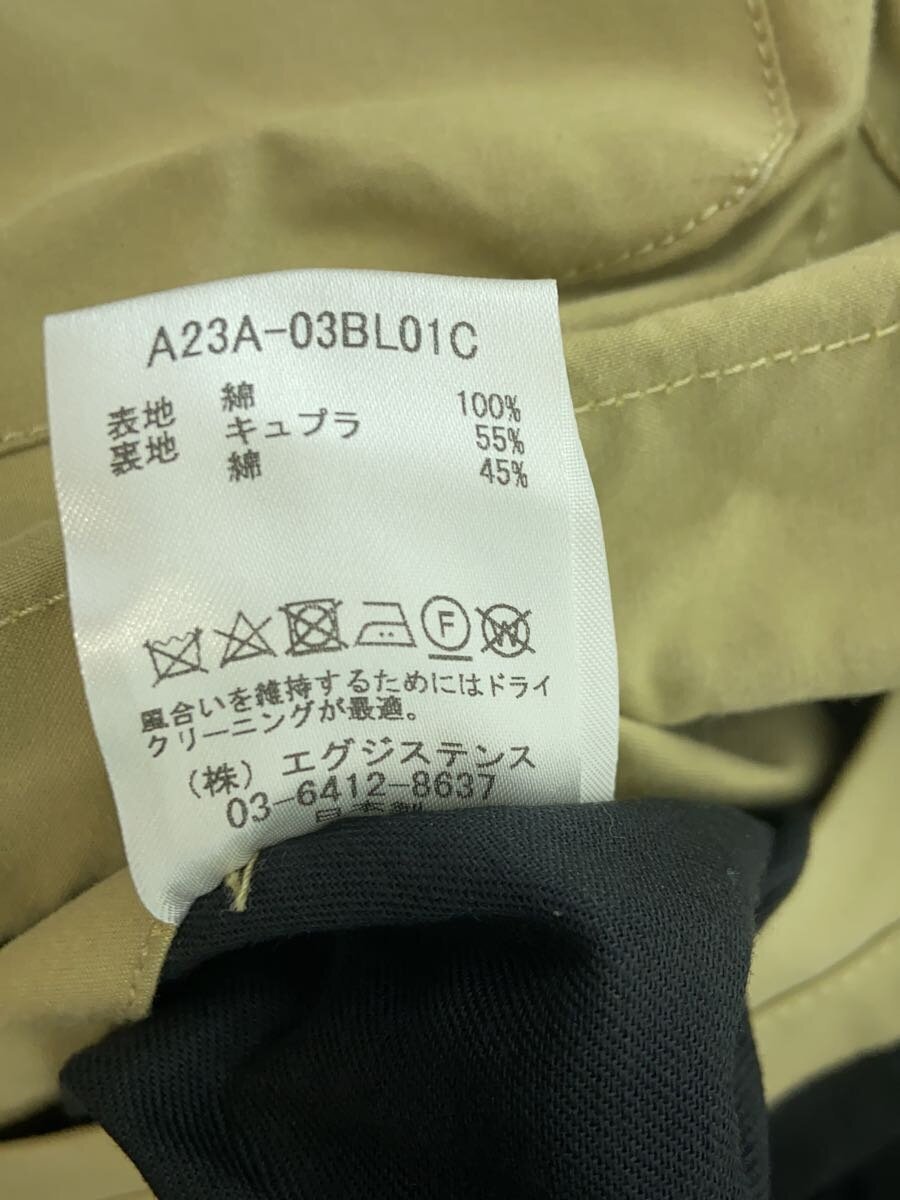 A23A-03BL01C
表地 綿 100%
裏地 キュプラ 55%
綿 45%
F W
風合いを維持するためにはドライ
クリーニングが最適。
(株) エグジステンス
03-6412-8637